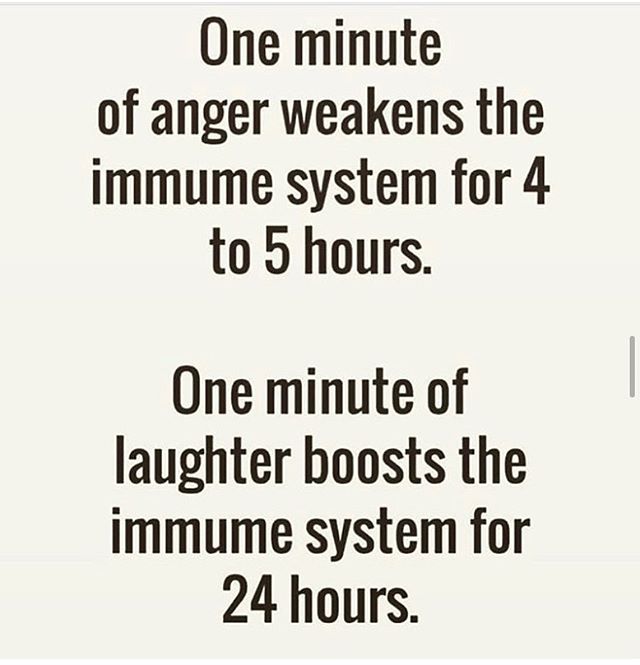 One minute
of anger weakens the
immume system for 4
to 5 hours.
One minute of
laughter boosts the
immume system for
24 hours.